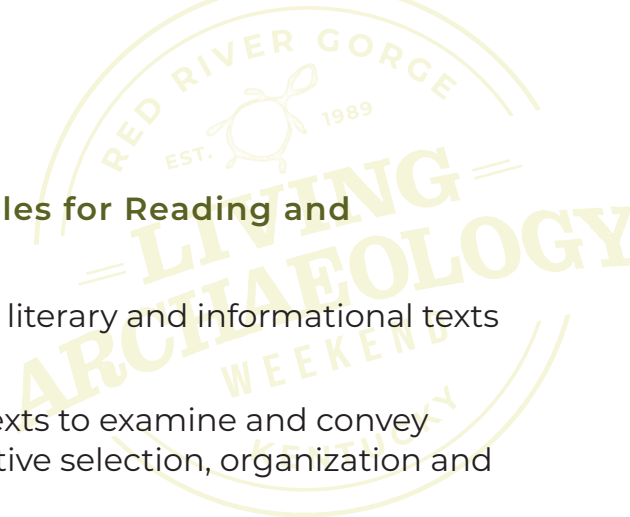 RED RIVER GORGE
EST. 1989
LIVING
ARCHAEOLOGY
WEEKEND
KENTUCKY
les for Reading and
literary and informational texts
exts to examine and convey
tive selection, organization and